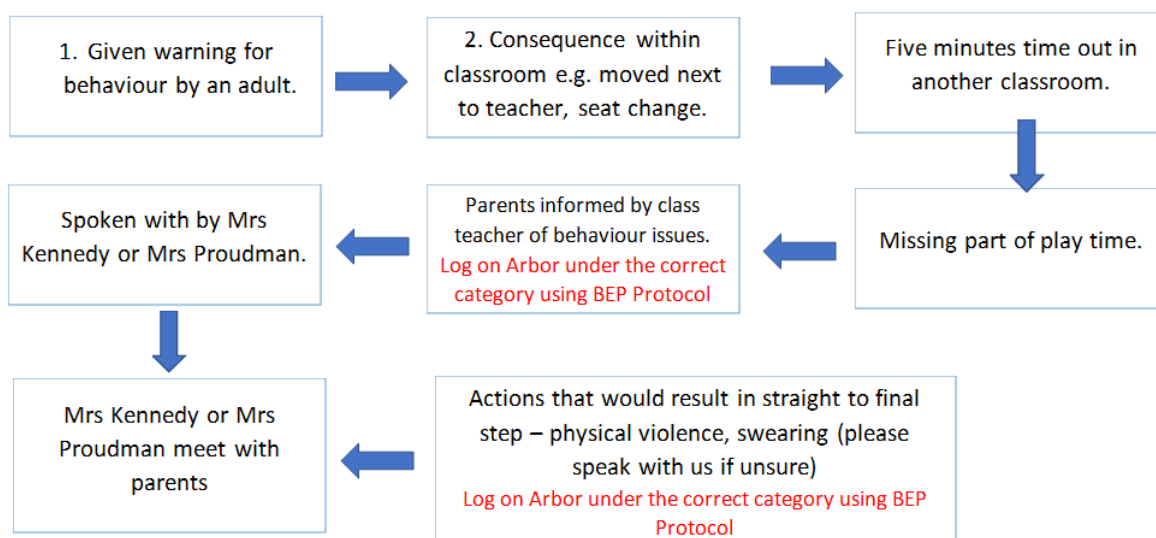 1. Given warning for
behaviour by an adult.
2. Consequence within
classroom e.g. moved next
to teacher, seat change.
Five minutes time out in
another classroom.
Missing part of play time.
Parents informed by class
teacher of behaviour issues.
Log on Arbor under the correct
category using BEP Protocol
Spoken with by Mrs
Kennedy or Mrs Proudman.
Mrs Kennedy or Mrs
Proudman meet with
parents
Actions that would result in straight to final
step – physical violence, swearing (please
speak with us if unsure)
Log on Arbor under the correct category using BEP
Protocol